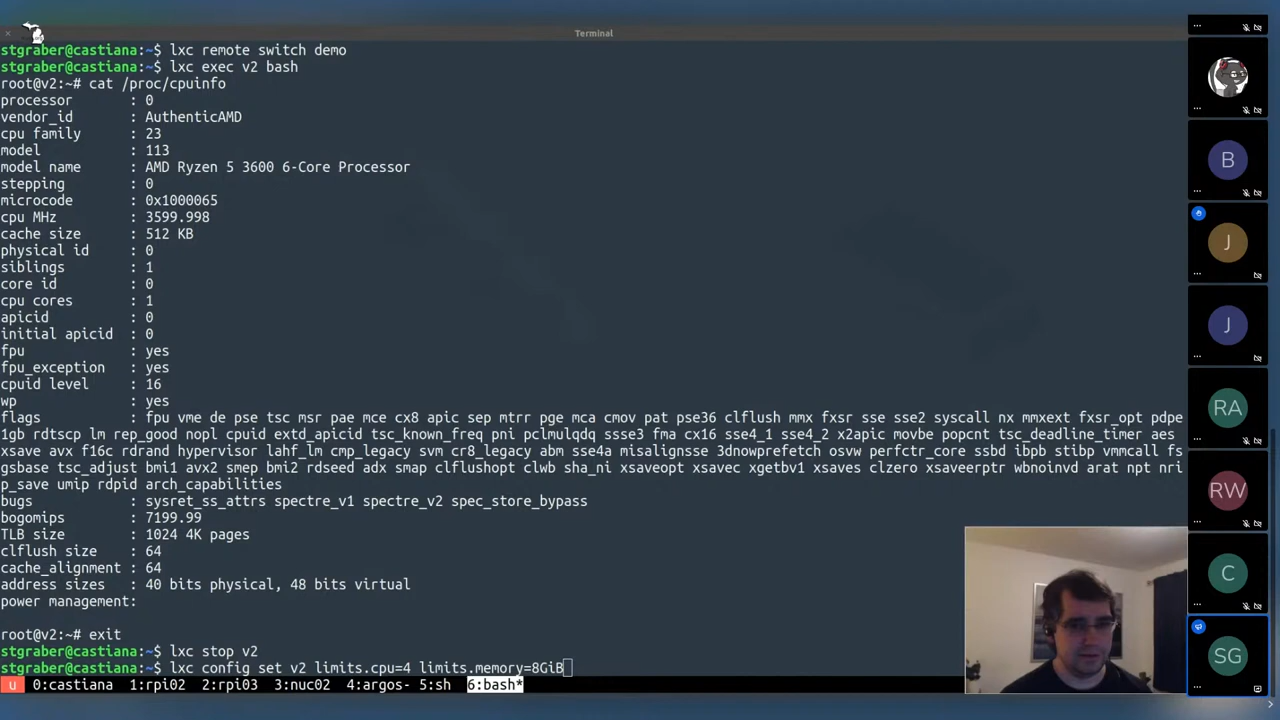 Terminal
stgraber@castiana:~$ lxc remote switch demo
stgraber@castiana:~$ lxc exec v2 bash
root@v2:~# cat /proc/cpuinfo
processor : 0
vendor_id : AuthenticAMD
cpu family : 23
model : 113
model name : AMD Ryzen 5 3600 6-Core Processor
stepping : 0
microcode : 0x1000065
cpu MHz : 3599.998
cache size : 512 KB
physical id : 0
siblings : 1
core id : 0
cpu cores : 1
apicid : 0
initial apicid : 0
fpu : yes
fpu_exception : yes
cpuid level : 16
wp : yes
flags : fpu vme de pse tsc msr pae mce cx8 apic sep mtrr pge mca cmov pat pse36 clflush mmx fxsr sse sse2 syscall nx mmxext fxsr_opt pdpe
1gb rdtscp lm rep_good nopl cpuid extd_apicid tsc_known_freq pni pclmulqdq ssse3 fma cx16 sse4_1 sse4_2 x2apic movbe popcnt tsc_deadline_timer aes
xsave avx f16c rdrand hypervisor lahf_lm cmp_legacy svm cr8_legacy abm sse4a misalignsse 3dnowprefetch osvw perfctr_core ssbd ibpb stibp vmmcall fs
gsbase tsc_adjust bmi1 avx2 smep bmi2 rdseed adx smap clflushopt clwb sha_ni xsaveopt xsavec xgetbv1 xsaves clzero xsaveerptr wbnoinvd arat npt nri
p_save umip rdpid arch_capabilities
bugs : sysret_ss_attrs spectre_v1 spectre_v2 spec_store_bypass
bogomips : 7199.99
TLB size : 1024 4K pages
clflush size : 64
cache_alignment : 64
address sizes : 40 bits physical, 48 bits virtual
power management:
root@v2:~# exit
stgraber@castiana:~$ lxc stop v2
stgraber@castiana:~$ lxc config set v2 limits.cpu=4 limits.memory=8GiB
u 0:castiana 1:rpi02 2:rpi03 3:nuc02 4:argos- 5:sh 6:bash*
B
J
J
RA
RW
C
SG